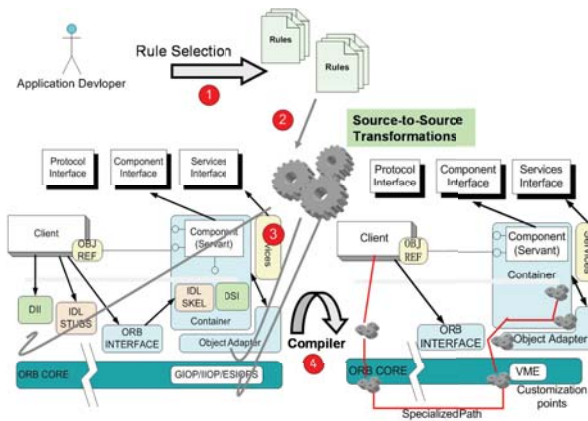 Rule Selection
Application Devloper
1
Rules
Rules
2
Source-to-Source
Transformations
Protocol
Interface
Component
Interface
Services
Interface
Client
OBJ
REF
Component
(Servart)
3
DII
IDL
STUBS
ORB
INTERFACE
IDL
SKEL
DSI
Container
Object Adapter
ORB CORE
GIOP/IIOP/ESIOPS
Compiler
4
Protocol
Interface
Component
Interface
Services
Interface
Client
OBJ
REF
Component
(Servant)
Container
ORB
INTERFACE
Object Adapter
ORB CORE
VME
Customization
points
SpecializedPath